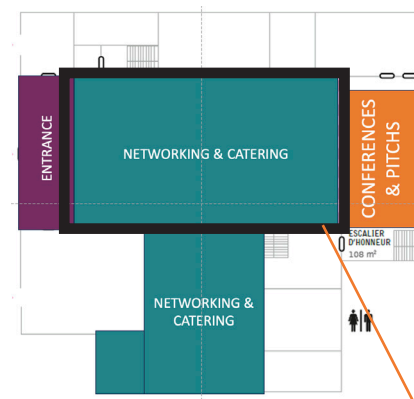 ENTRANCE
NETWORKING & CATERING
CONFERENCES
& PITCHS
ESCALIER
D'HONNEUR
108 m²
NETWORKING &
CATERING